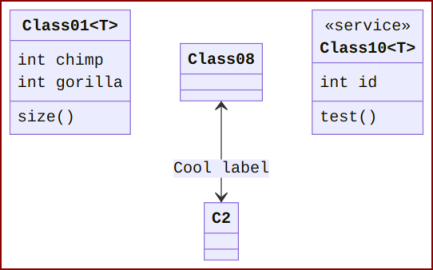 Class01<T>
int chimp
int gorilla
size()
Class08
Cool label
C2
«service»
Class10<T>
int id
test()